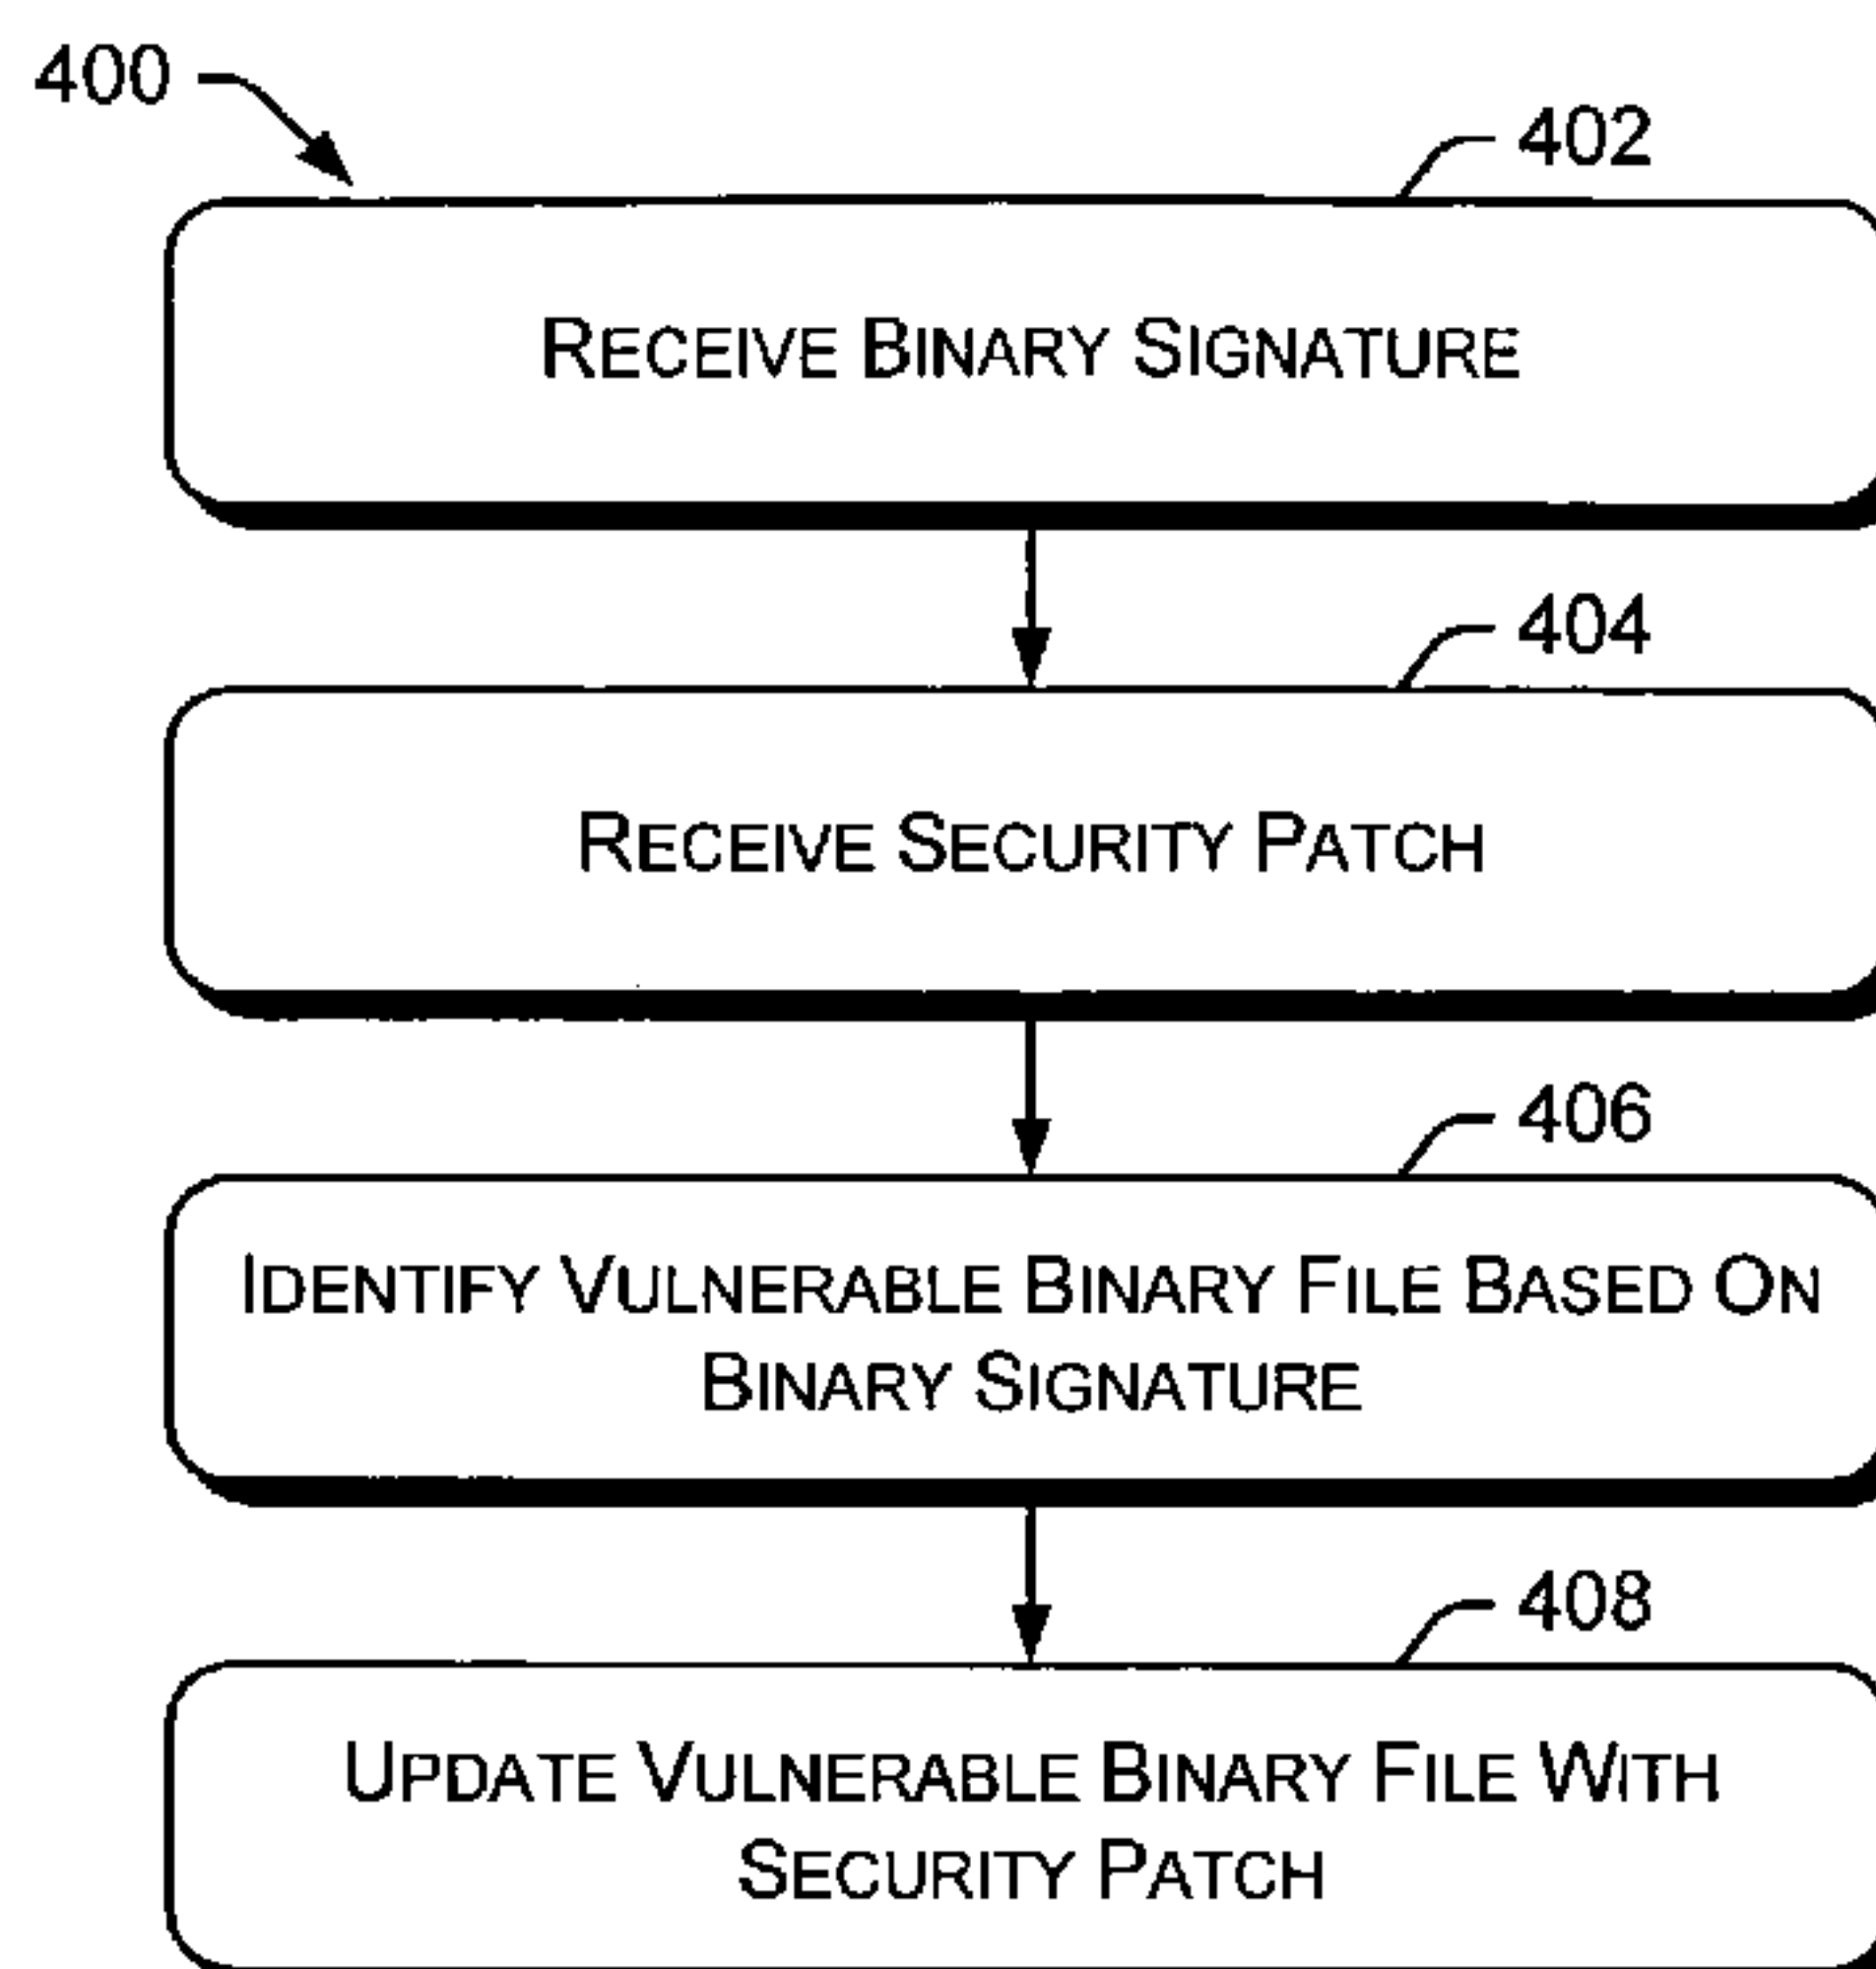 400
402
RECEIVE BINARY SIGNATURE
404
RECEIVE SECURITY PATCH
406
IDENTIFY VULNERABLE BINARY FILE BASED ON
BINARY SIGNATURE
408
UPDATE VULNERABLE BINARY FILE WITH
SECURITY PATCH